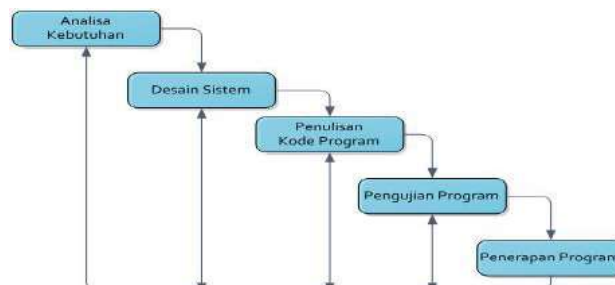 Analisa
Kebutuhan
Desain Sistem
Penulisan
Kode Program
Pengujian Program
Penerapan Program